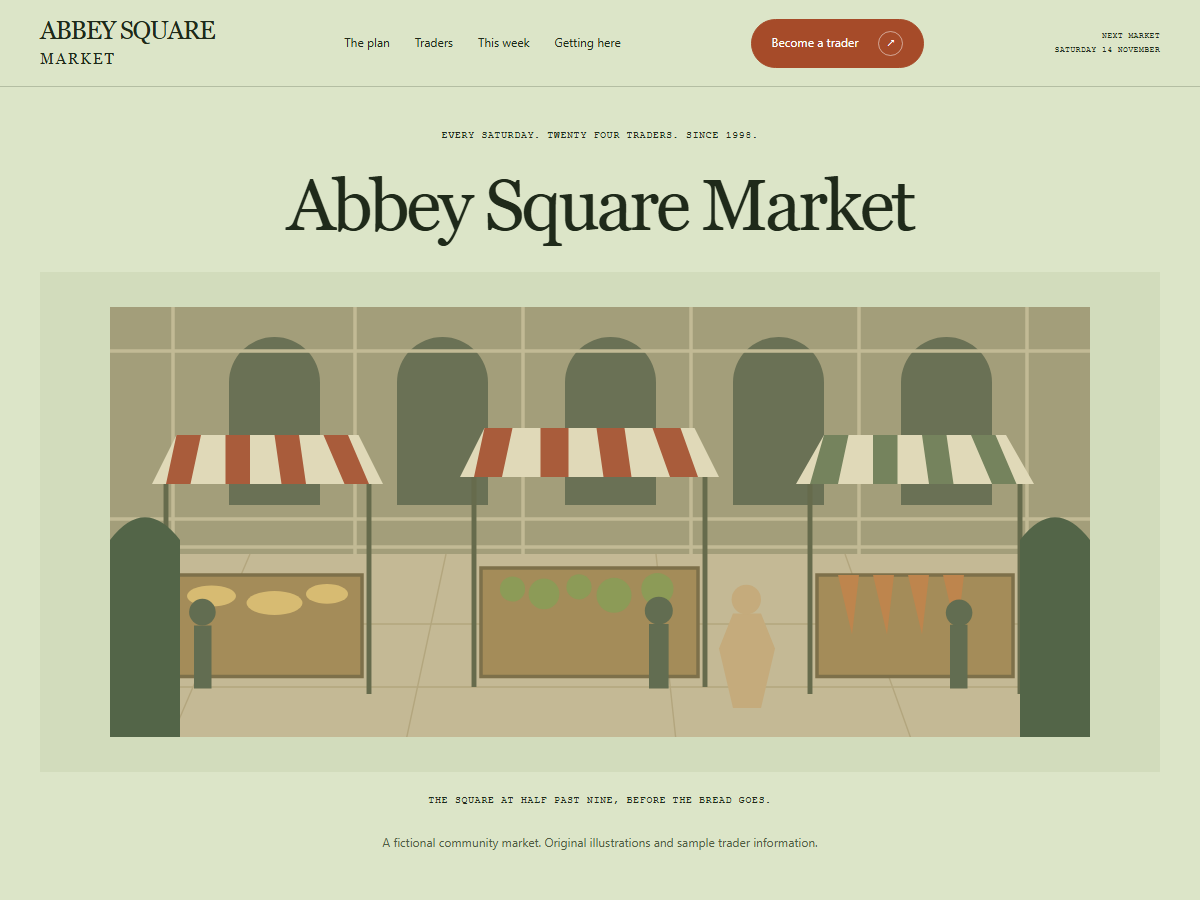 ABBEY SQUARE
MARKET
The plan
Traders
This week
Getting here
Become a trader ↗
NEXT MARKET
SATURDAY 14 NOVEMBER
EVERY SATURDAY. TWENTY FOUR TRADERS. SINCE 1998.
Abbey Square Market
THE SQUARE AT HALF PAST NINE, BEFORE THE BREAD GOES.
A fictional community market. Original illustrations and sample trader information.